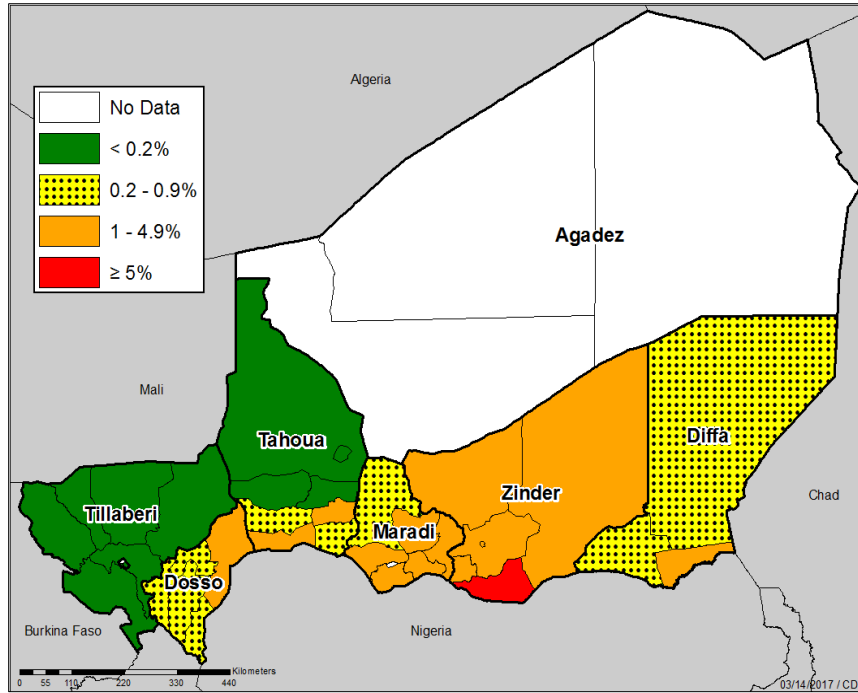 Algeria
No Data
< 0.2%
0.2 - 0.9%
1 - 4.9%
≥ 5%
Agadez
Mali
Tahoua
Diffa
Zinder
Chad
Tillaberi
Maradi
Dosso
Burkina Faso
Nigeria
Kilometers
0 55 110 220 330 440
03/14/2017 / CD